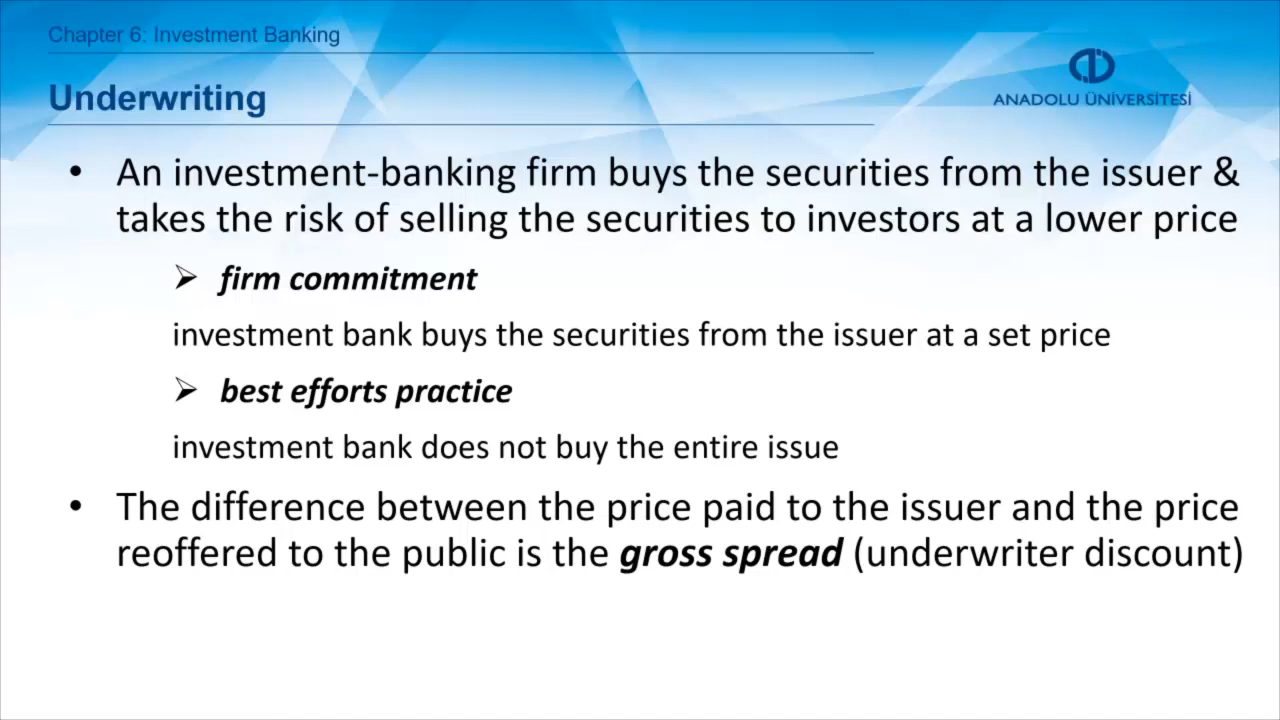 Chapter 6: Investment Banking
ANADOLU ÜNİVERSİTESİ
Underwriting
• An investment-banking firm buys the securities from the issuer &
takes the risk of selling the securities to investors at a lower price
➢ firm commitment
investment bank buys the securities from the issuer at a set price
➢ best efforts practice
investment bank does not buy the entire issue
• The difference between the price paid to the issuer and the price
reoffered to the public is the gross spread (underwriter discount)